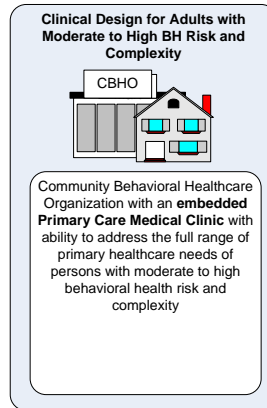 Clinical Design for Adults with
Moderate to High BH Risk and
Complexity
CBHO
Community Behavioral Healthcare
Organization with an embedded
Primary Care Medical Clinic with
ability to address the full range of
primary healthcare needs of
persons with moderate to high
behavioral health risk and
complexity